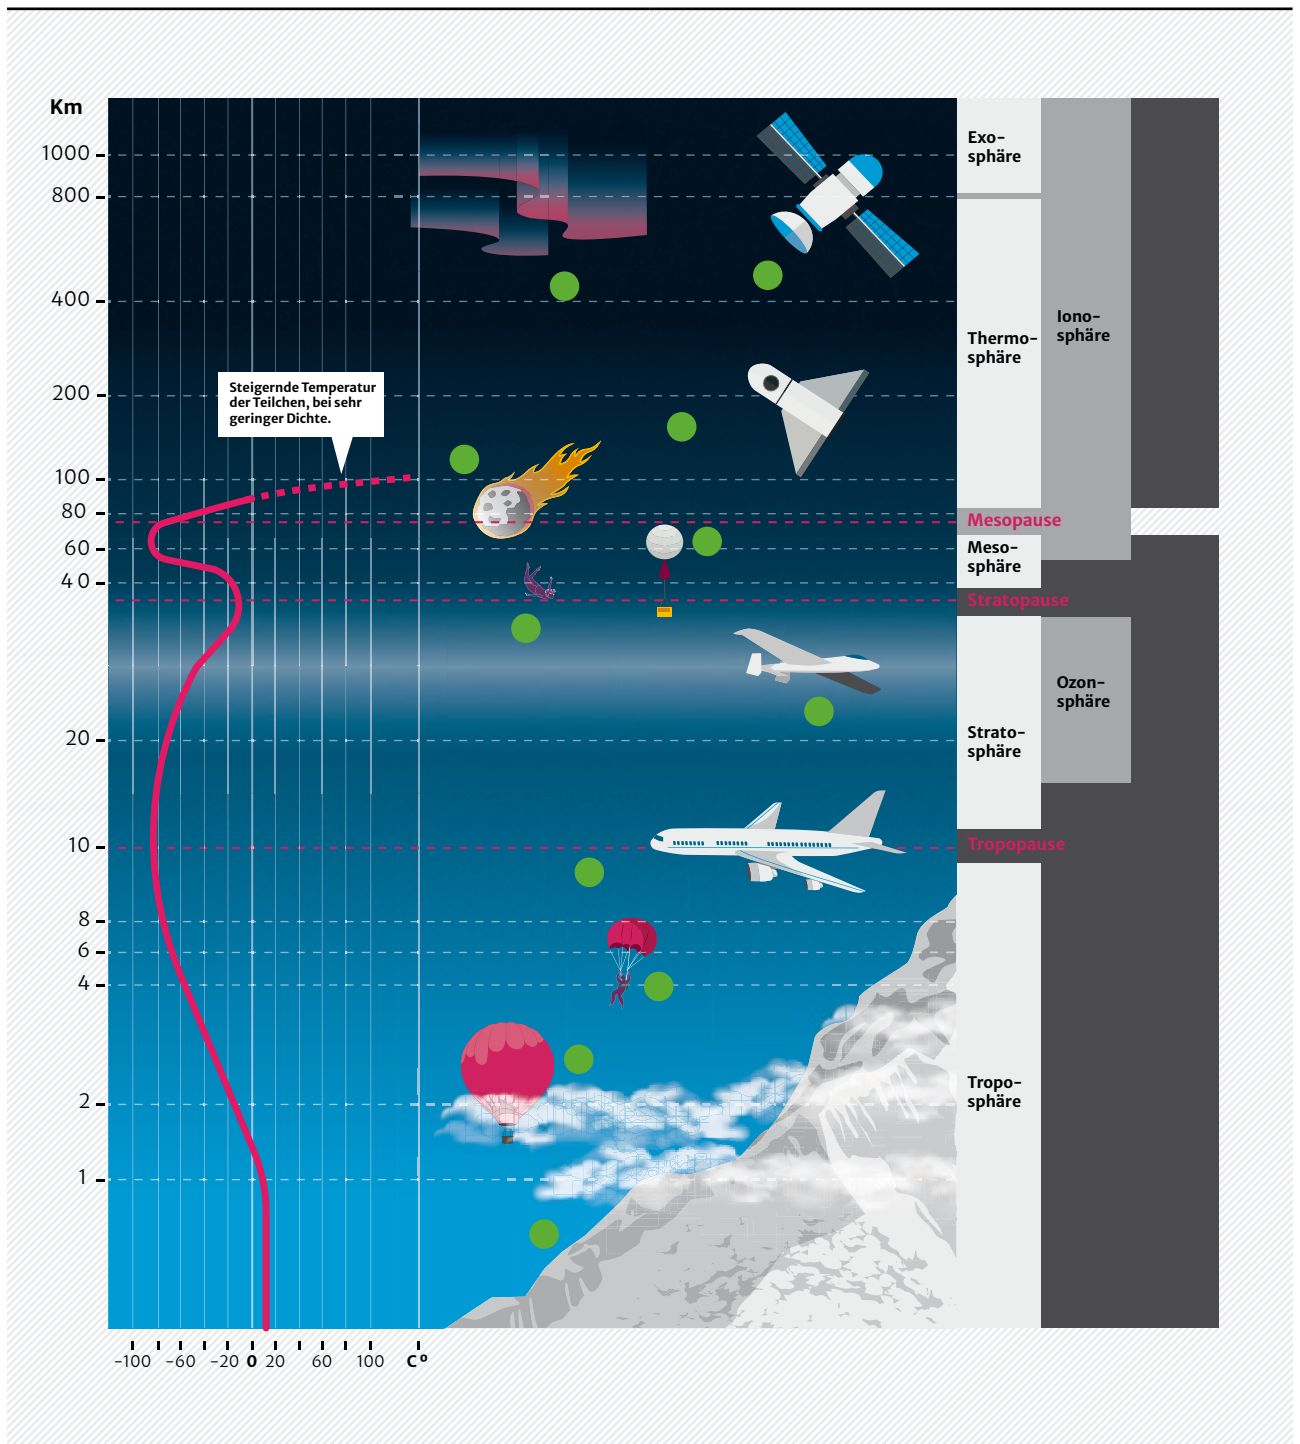 Km
1000
800
400
200
100
80
60
40
20
10
8
6
4
2
1
Steigernde Temperatur
der Teilchen, bei sehr
geringer Dichte.
Exo-
sphäre
Iono-
sphäre
Thermo-
sphäre
Mesopause
Meso-
sphäre
Stratopause
Ozon-
sphäre
Strato-
sphäre
Tropopause
Tropo-
sphäre
-100 -60 -20 0 20 60 100 C°